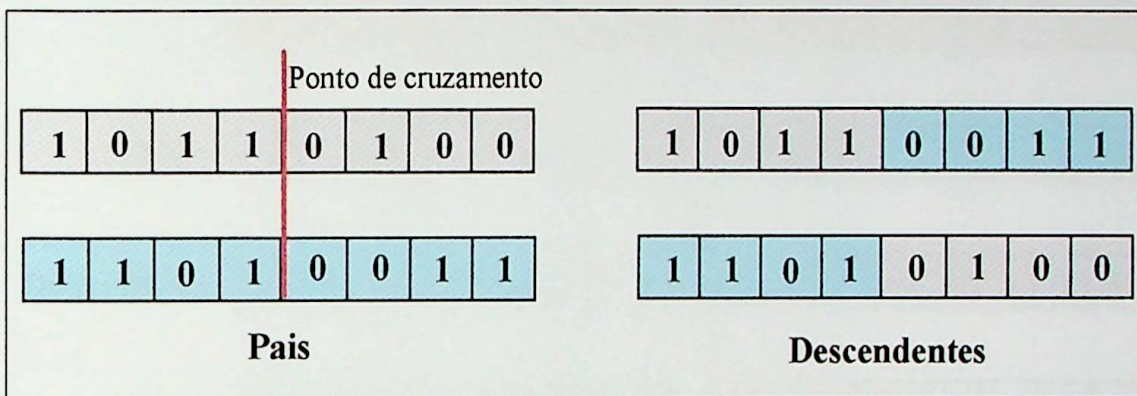 Ponto de cruzamento
1 0 1 1 0 1 0 0
1 0 1 1 0 0 1 1
1 1 0 1 0 0 1 1
1 1 0 1 0 1 0 0
Pais
Descendentes